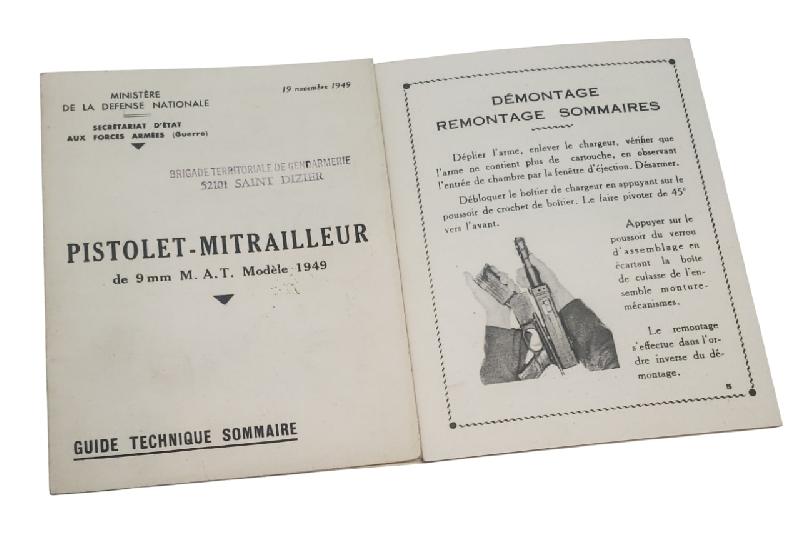 MINISTÈRE
DE LA DEFENSE NATIONALE
19 novembre 1949
SECRÉTARIAT D'ÉTAT
AUX FORCES ARMÉES (Guerre)
BRIGADE TERRITORIALE DE GENDARMERIE
52101 SAINT DIZIER
PISTOLET-MITRAILLEUR
de 9 mm M. A. T. Modèle 1949
GUIDE TECHNIQUE SOMMAIRE
DÉMONTAGE
REMONTAGE SOMMAIRES
Déplier l'arme, enlever le chargeur, vérifier que
l'arme ne contient plus de cartouche, en observant
l'entrée de chambre par la fenêtre d'éjection. Désarmer.
Débloquer le boîtier de chargeur en appuyant sur le
poussoir de crochet de boîtier. Le faire pivoter de 45°
vers l'avant.
Appuyer sur le
poussoir du verrou
d'assemblage en
écartant la boîte
de culasse de l'en-
semble monture-
mécanismes.
Le remontage
s'effectue dans l'or-
dre inverse du dé-
montage.
5